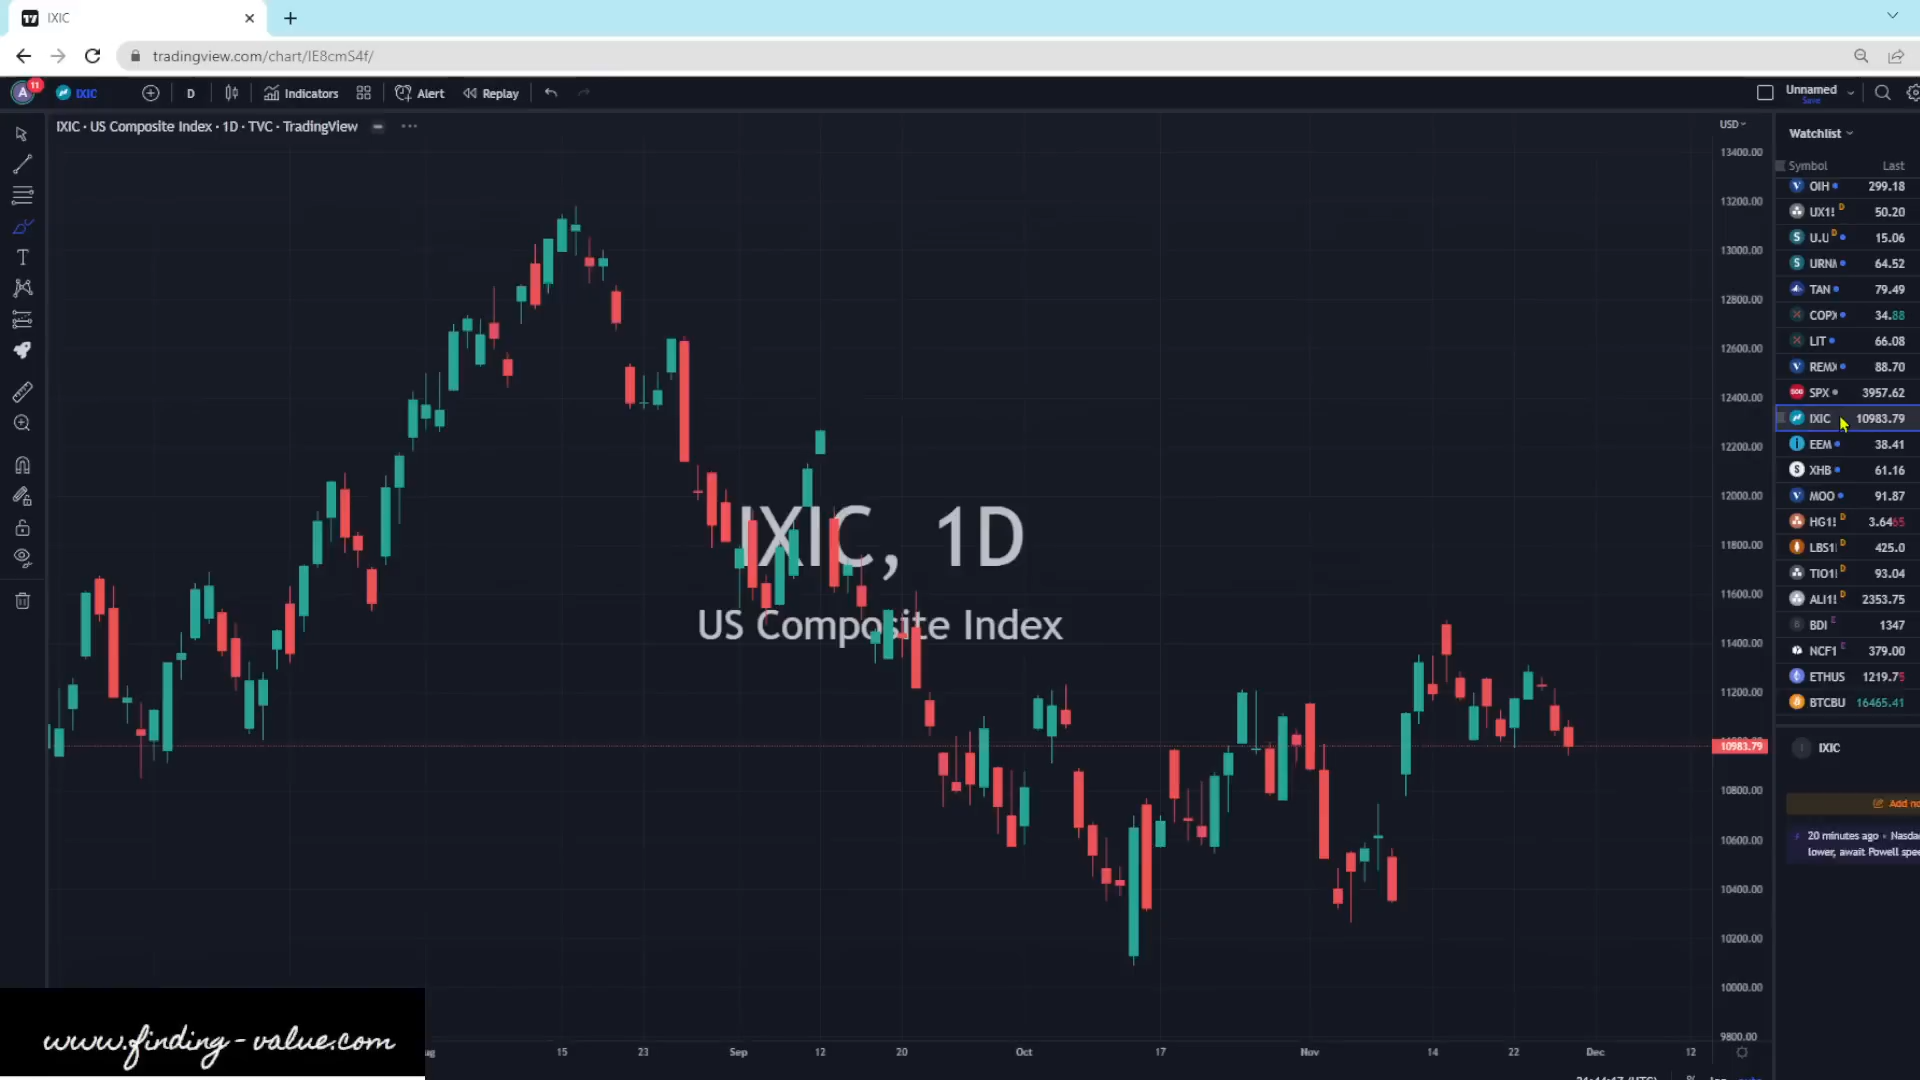 IXIC
tradingview.com/chart/IE8cmS4f/
A 11 IXIC D Indicators Alert Replay Unnamed
Save
IXIC · US Composite Index · 1D · TVC · TradingView
USD
Watchlist
Symbol Last
OIH 299.18
UX1! D 50.20
U.U D 15.06
URNM 64.52
TAN 79.49
COPX 34.88
LIT 66.08
REMX 88.70
SPX 3957.62
IXIC 10983.79
EEM 38.41
XHB 61.16
MOO 91.87
HG1! D 3.6465
LBS1! D 425.0
TIO1! D 93.04
ALI1! D 2353.75
BDI E 1347
NCF1 E 379.00
ETHUS 1219.75
BTCBU 16465.41
13400.00
13200.00
13000.00
12800.00
12600.00
12400.00
12200.00
12000.00
11800.00
11600.00
11400.00
11200.00
10983.79
10800.00
10600.00
10400.00
10200.00
10000.00
9800.00
IXIC, 1D
US Composite Index
IXIC
Add no
20 minutes ago · Nasda
lower, await Powell spee
www.finding-value.com
ug 15 23 Sep 12 20 Oct 17 Nov 14 22 Dec 12